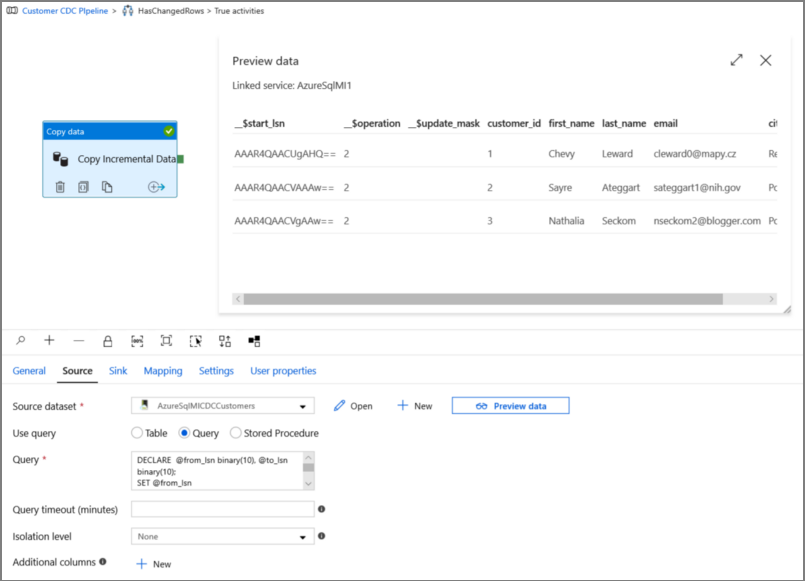 Customer CDC PIpeline > HasChangedRows > True activities
Preview data
Linked service: AzureSqlMI1
__$start_lsn __$operation __$update_mask customer_id first_name last_name email cit
AAAR4QAACUgAHQ== 2 1 Chevy Leward cleward0@mapy.cz Re
AAAR4QAACVAAAw== 2 2 Sayre Ateggart sateggart1@nih.gov Po
AAAR4QAACVgAAw== 2 3 Nathalia Seckom nseckom2@blogger.com Po
Copy data
Copy Incremental Data
General Source Sink Mapping Settings User properties
Source dataset * AzureSqlMICDCCustomers Open New Preview data
Use query Table Query Stored Procedure
Query * DECLARE @from_lsn binary(10), @to_lsn
binary(10);
SET @from_lsn
Query timeout (minutes)
Isolation level None
Additional columns New